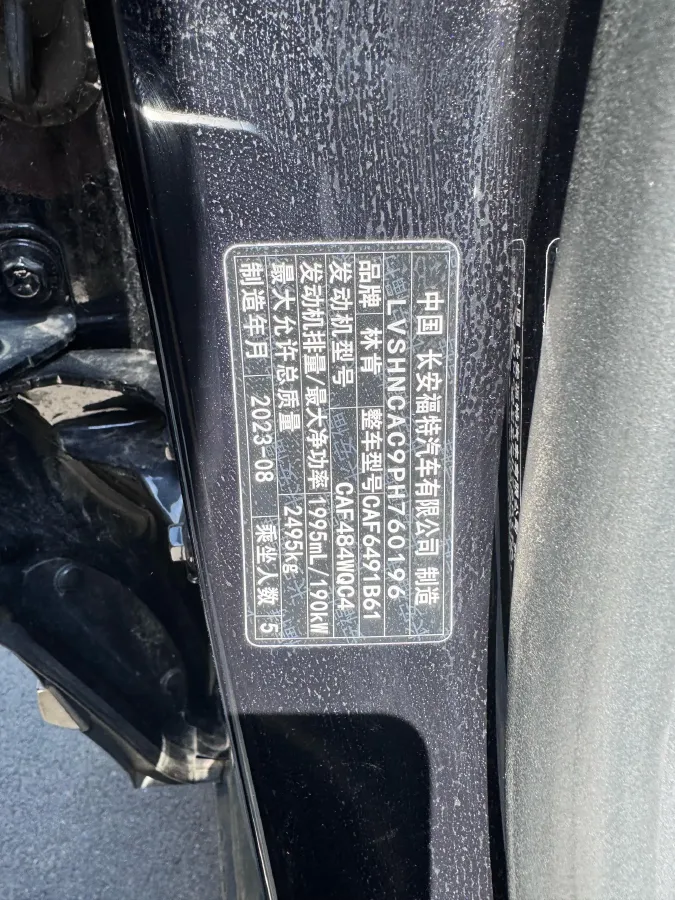 中国 长安福特汽车有限公司 制造
LVSHNCAC9PH760196
品牌 林肯 整车型号 CAF6491B61
发动机型号 CAF484WQC4
发动机排量/最大净功率 1995mL/190kW
最大允许总质量 2495kg
制造年月 2023-08 乘坐人数 5